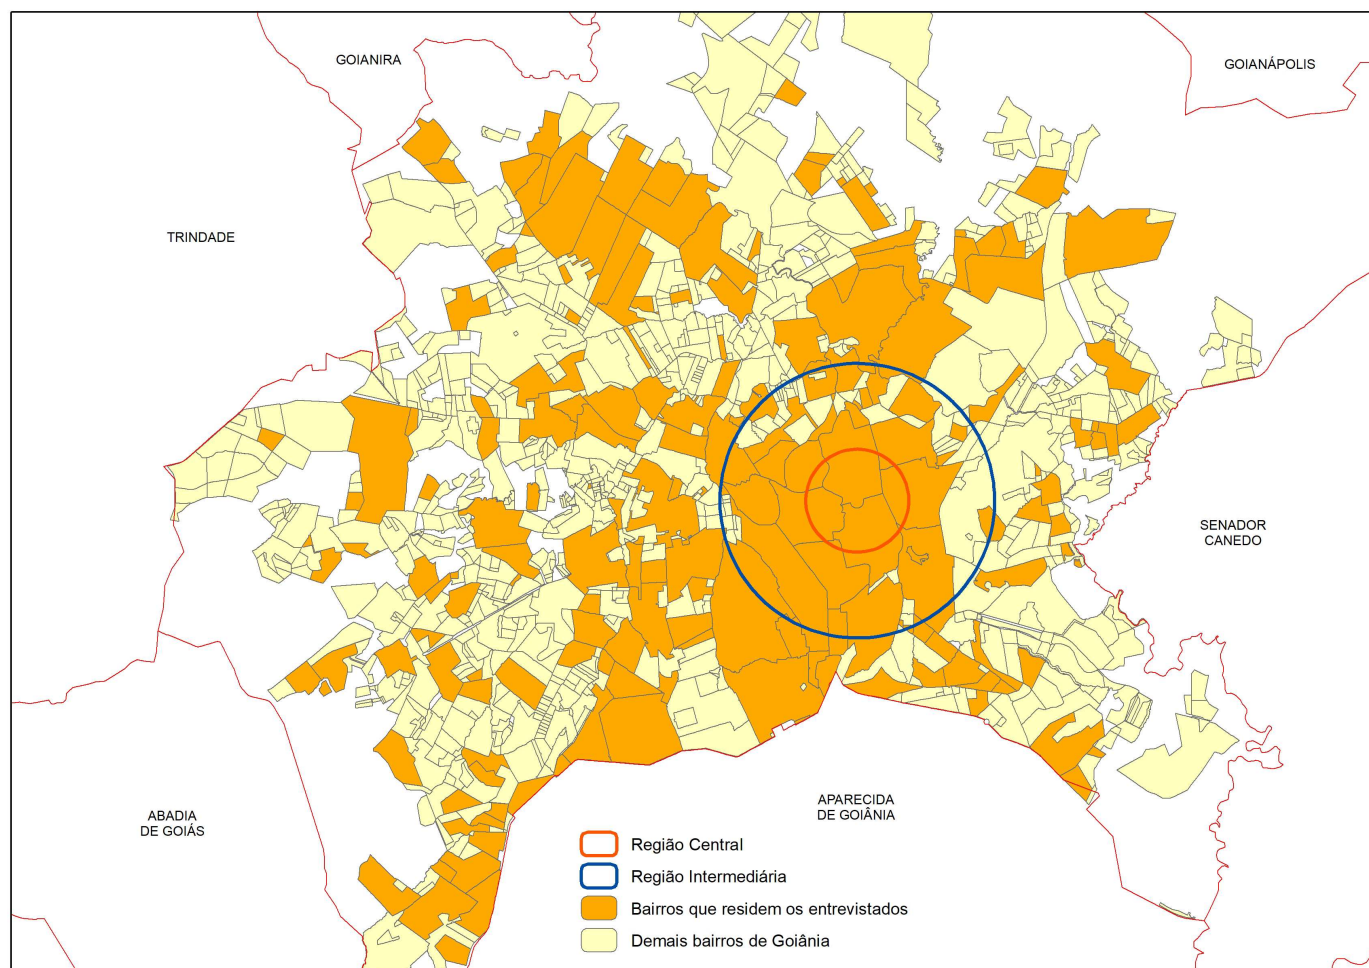 GOIANIRA
GOIANÁPOLIS
TRINDADE
SENADOR
CANEDO
ABADIA
DE GOIÁS
APARECIDA
DE GOIÂNIA
Região Central
Região Intermediária
Bairros que residem os entrevistados
Demais bairros de Goiânia